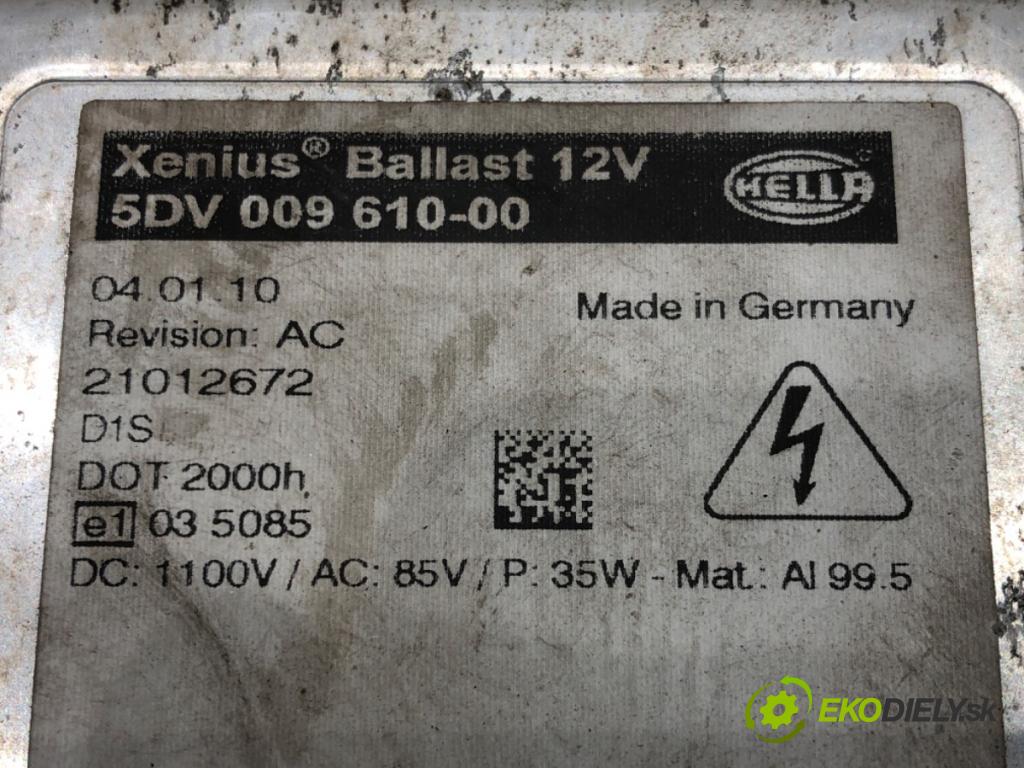 Xenius® Ballast 12V
5DV 009 610-00
HELLA
04.01.10
Made in Germany
Revision: AC
21012672
D1S
DOT 2000h
e1 03 5085
DC: 1100V / AC: 85V / P: 35W - Mat.: Al 99.5
EKODIELY.sk